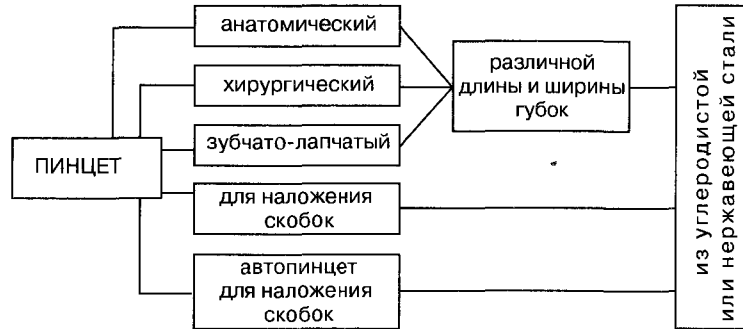 ПИНЦЕТ
анатомический
хирургический
зубчато-лапчатый
для наложения
скобок
автопинцет
для наложения
скобок
различной
длины и ширины
губок
из углеродистой
или нержавеющей стали